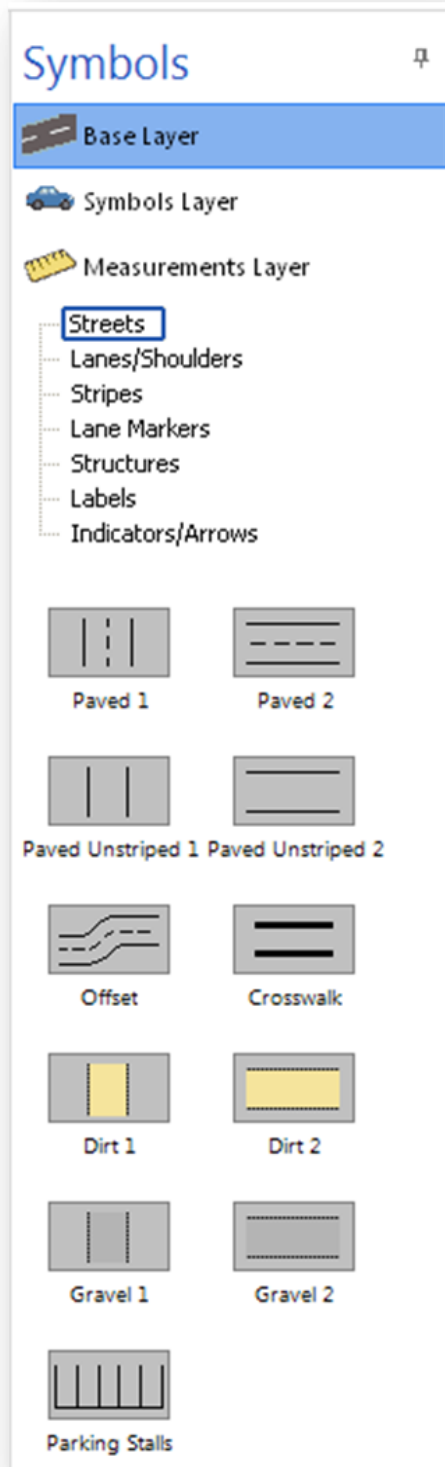 Symbols
Base Layer
Symbols Layer
Measurements Layer
Streets
Lanes/Shoulders
Stripes
Lane Markers
Structures
Labels
Indicators/Arrows
Paved 1 Paved 2
Paved Unstriped 1 Paved Unstriped 2
Offset Crosswalk
Dirt 1 Dirt 2
Gravel 1 Gravel 2
Parking Stalls